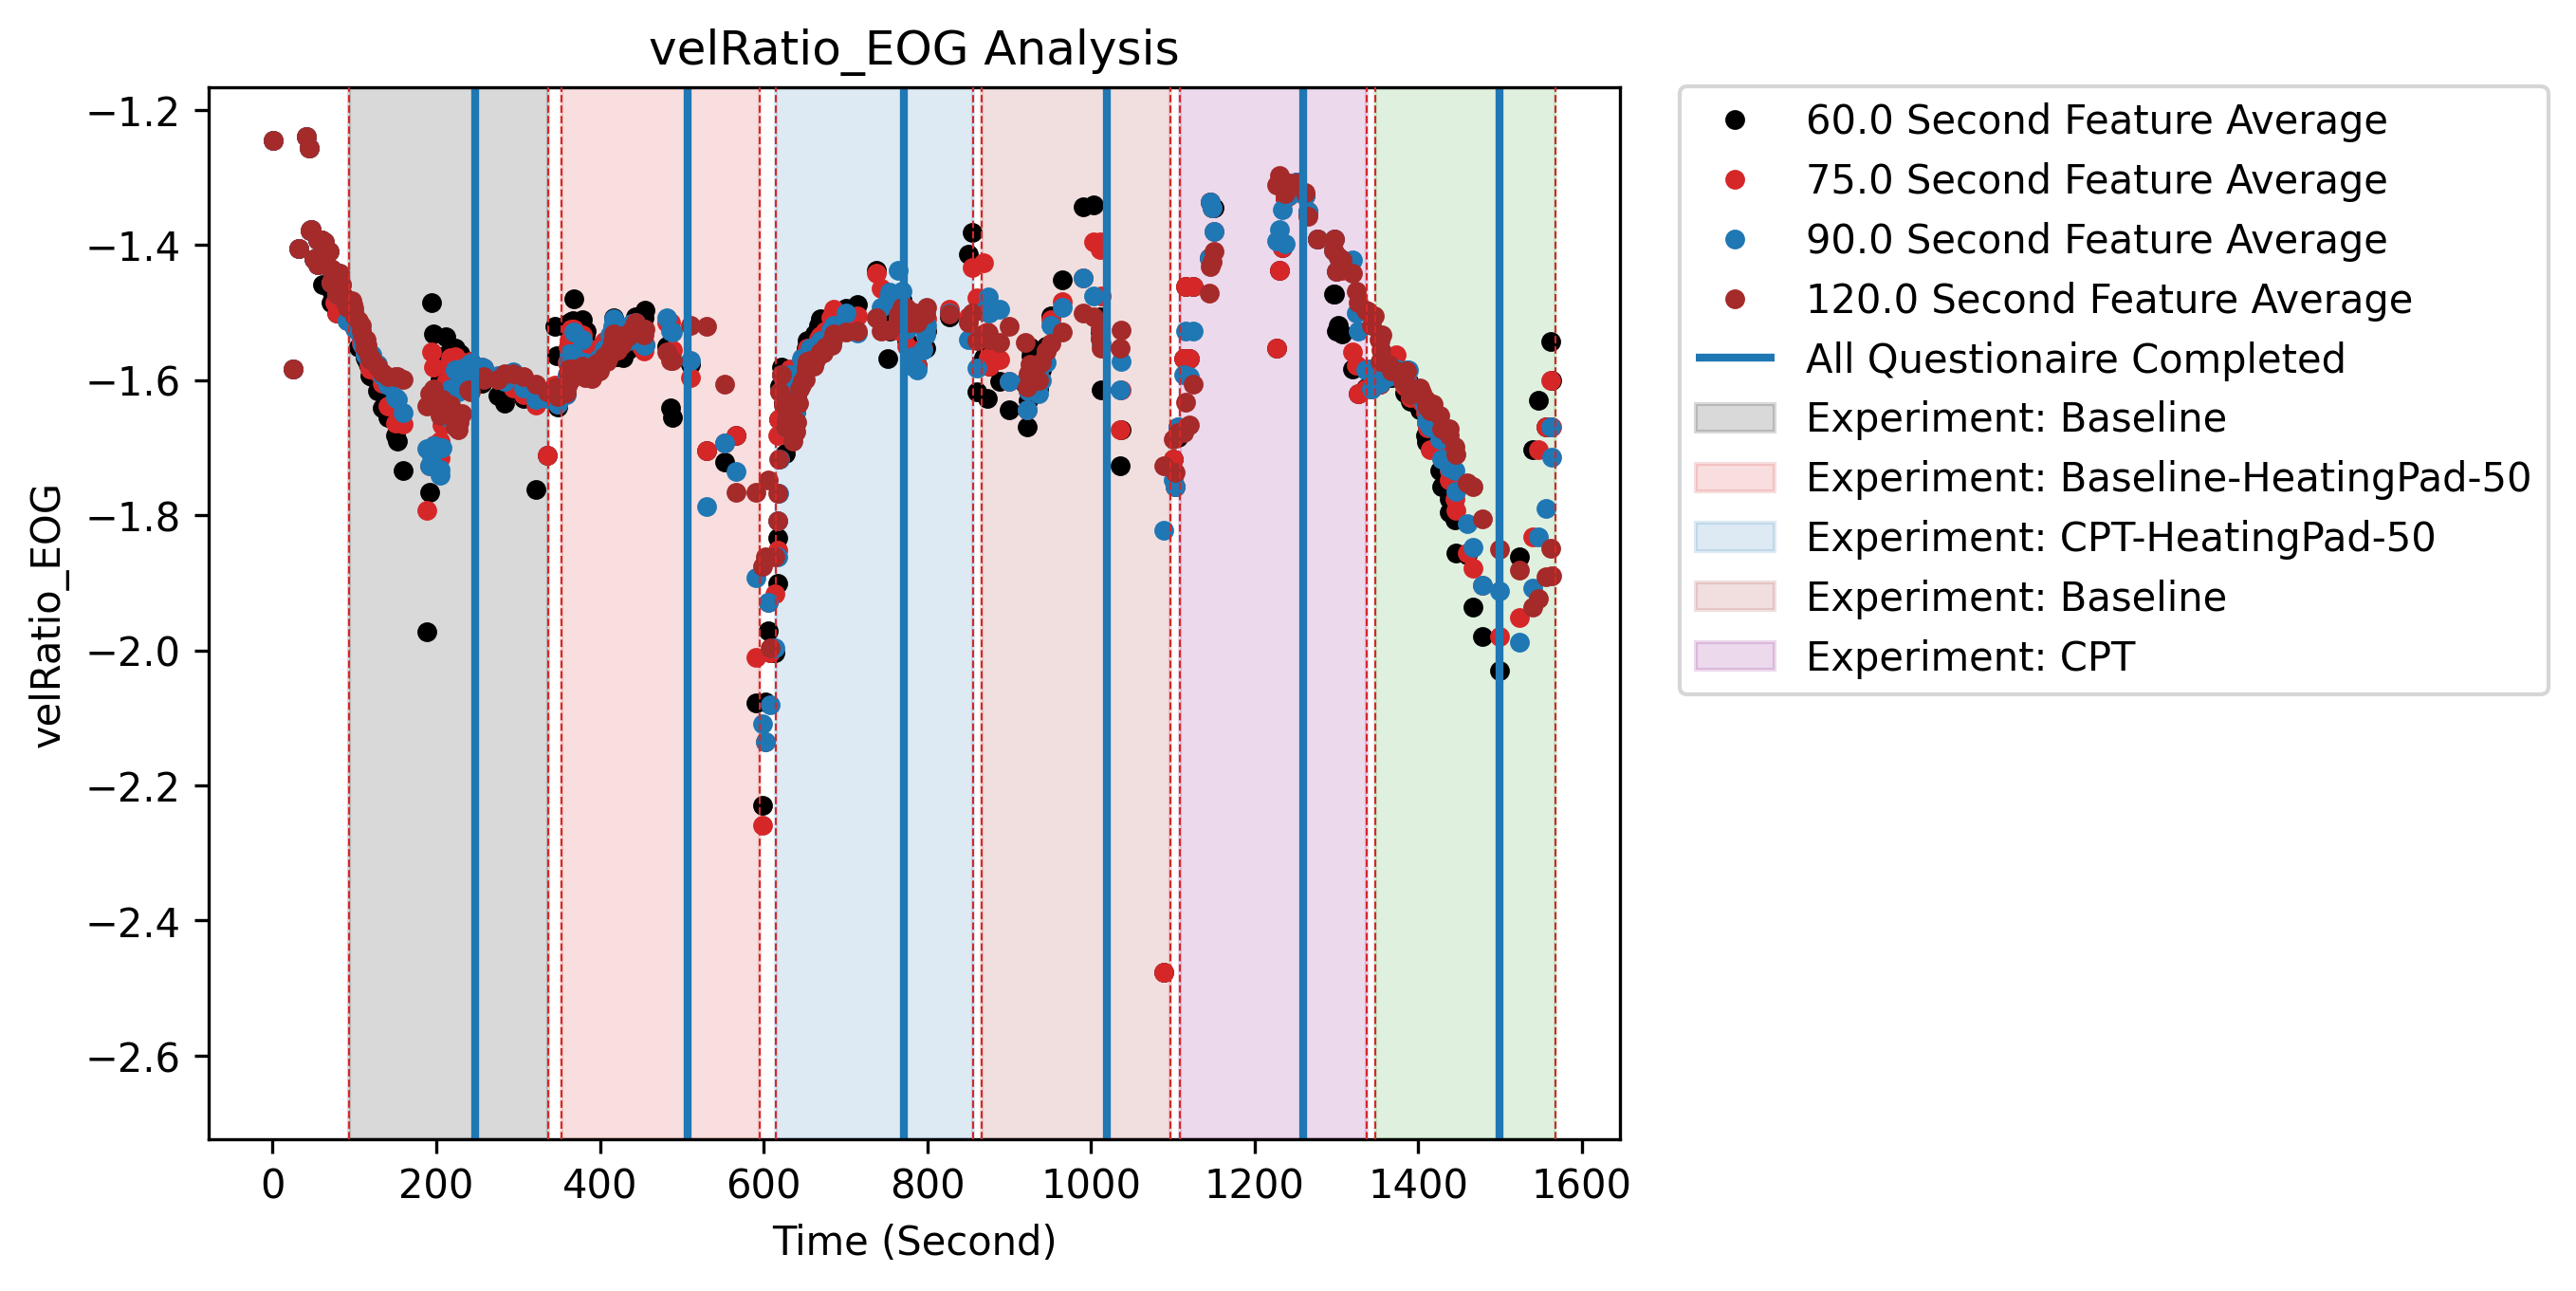 velRatio_EOG Analysis
−1.2
−1.4
−1.6
−1.8
−2.0
−2.2
−2.4
−2.6
velRatio_EOG
0 200 400 600 800 1000 1200 1400 1600
Time (Second)
60.0 Second Feature Average
75.0 Second Feature Average
90.0 Second Feature Average
120.0 Second Feature Average
All Questionaire Completed
Experiment: Baseline
Experiment: Baseline-HeatingPad-50
Experiment: CPT-HeatingPad-50
Experiment: Baseline
Experiment: CPT